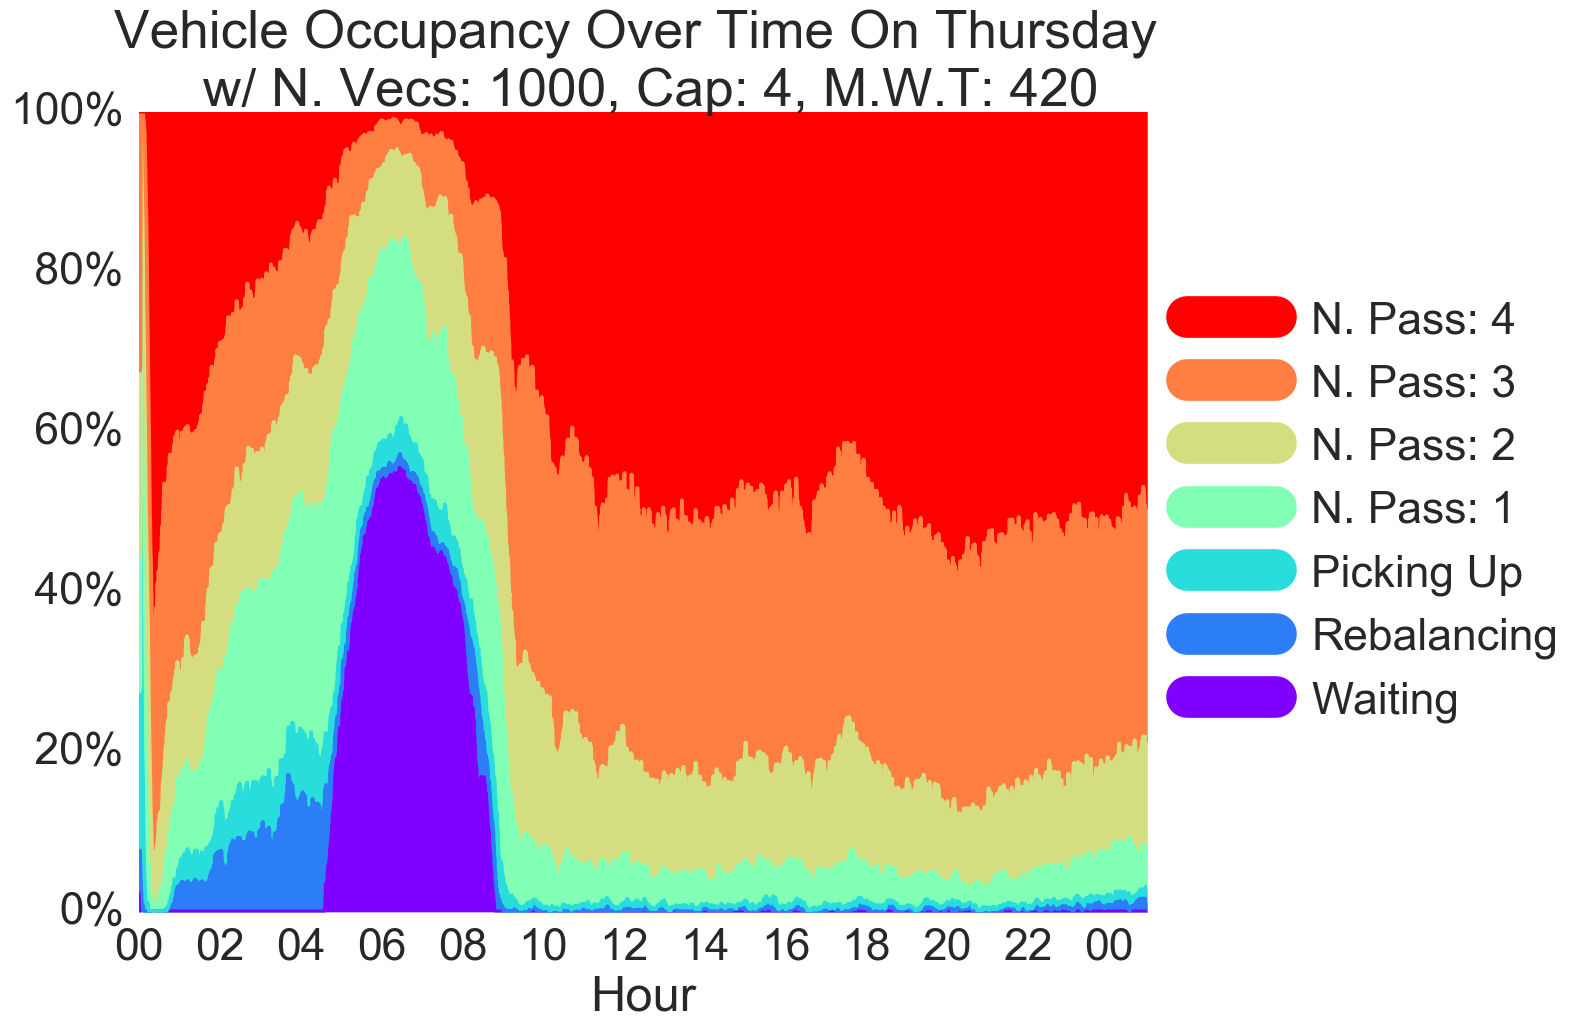 Vehicle Occupancy Over Time On Thursday
w/ N. Vecs: 1000, Cap: 4, M.W.T: 420
100%
80%
60%
40%
20%
0%
00 02 04 06 08 10 12 14 16 18 20 22 00
Hour
N. Pass: 4
N. Pass: 3
N. Pass: 2
N. Pass: 1
Picking Up
Rebalancing
Waiting